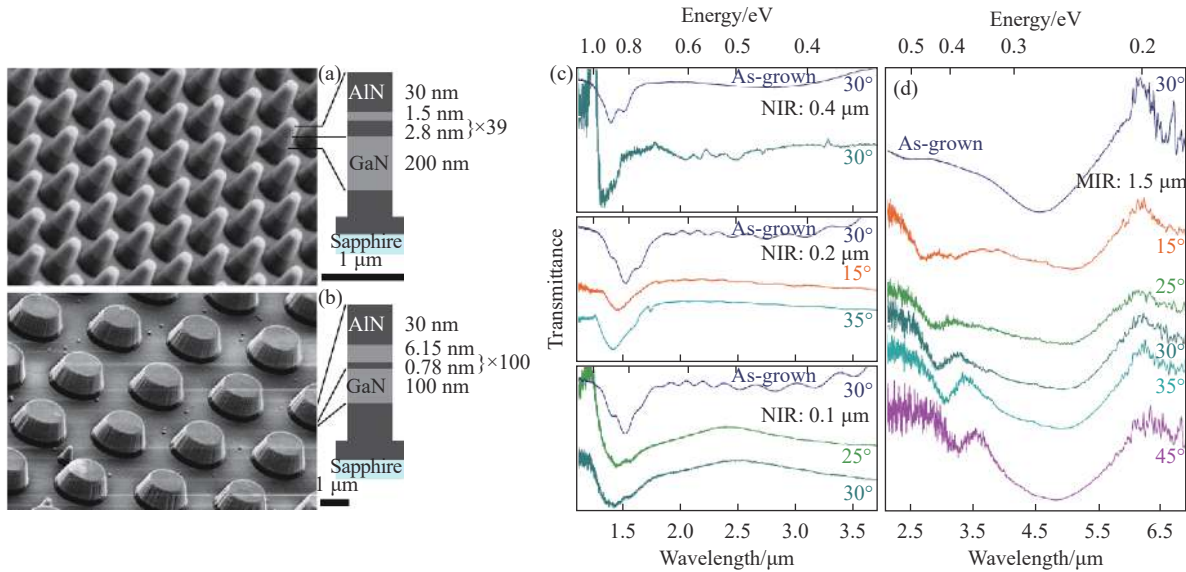 (a)
AlN
30 nm
1.5 nm
2.8 nm
}×39
GaN
200 nm
Sapphire
1 μm
(b)
AlN
30 nm
6.15 nm
0.78 nm
}×100
GaN
100 nm
Sapphire
1 μm
Energy/eV
1.0 0.8 0.6 0.5 0.4
(c)
As-grown
30°
NIR: 0.4 μm
30°
As-grown
30°
NIR: 0.2 μm
15°
35°
As-grown
30°
NIR: 0.1 μm
25°
30°
Transmittance
1.5 2.0 2.5 3.0 3.5
Wavelength/μm
Energy/eV
0.5 0.4 0.3 0.2
(d)
30°
As-grown
MIR: 1.5 μm
15°
25°
30°
35°
45°
2.5 3.5 4.5 5.5 6.5
Wavelength/μm